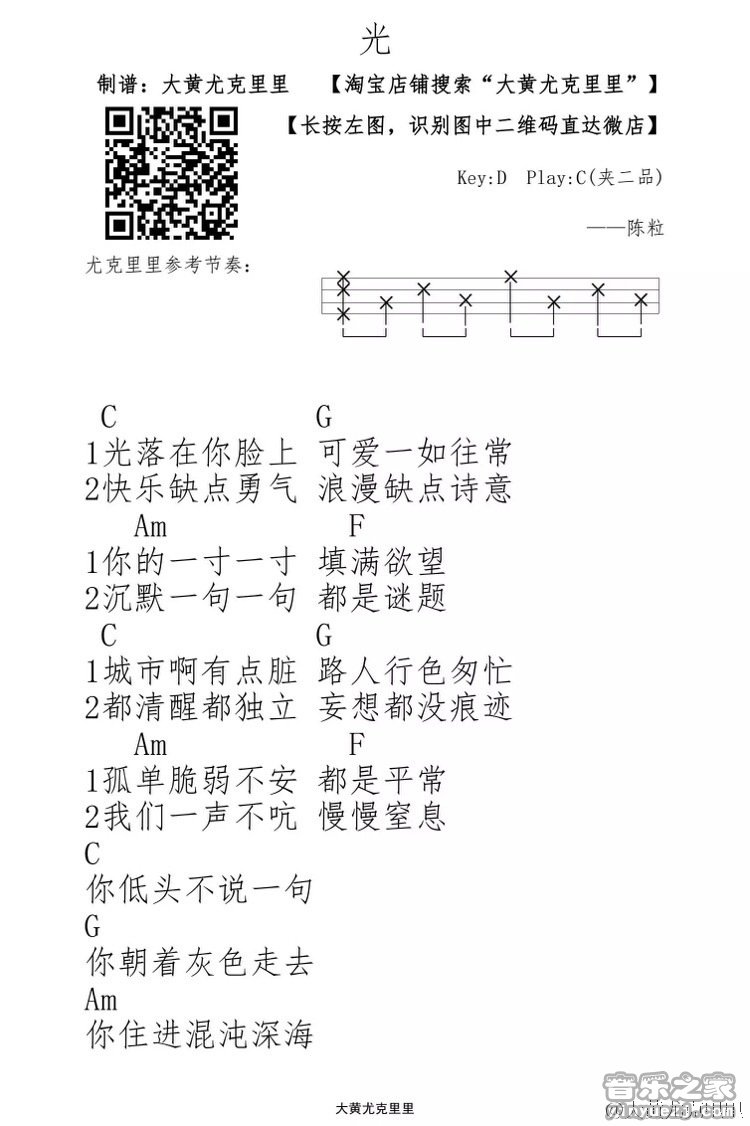 光
制谱：大黄尤克里里 【淘宝店铺搜索“大黄尤克里里”】
【长按左图，识别图中二维码直达微店】
Key:D Play:C(夹二品)
——陈粒
尤克里里参考节奏：
C G
1光落在你脸上 可爱一如往常
2快乐缺点勇气 浪漫缺点诗意
Am F
1你的一寸一寸 填满欲望
2沉默一句一句 都是谜题
C G
1城市啊有点脏 路人行色匆忙
2都清醒都独立 妄想都没痕迹
Am F
1孤单脆弱不安 都是平常
2我们一声不吭 慢慢窒息
C
你低头不说一句
G
你朝着灰色走去
Am
你住进混沌深海
大黄尤克里里
音乐之家